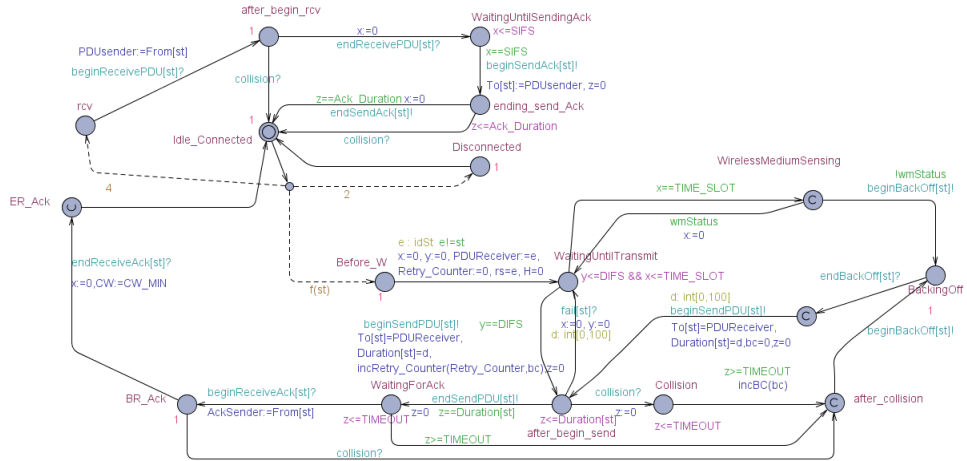 after_begin_rcv
WaitingUntilSendingAck
1
x:=0
x<=SIFS
endReceivePDU[st]?
PDUsender:=From[st]
x==SIFS
beginSendAck[st]!
beginReceivePDU[st]?
collision?
To[st]:=PDUsender, z=0
rcv
z==Ack_Duration x:=0
endSendAck[st]!
ending_send_Ack
1
z<=Ack_Duration
Idle_Connected
collision?
Disconnected
1
WirelessMediumSensing
4
2
x==TIME_SLOT
!wmStatus
beginBackOff[st]!
ER_Ack
wmStatus
x:=0
e : idSt e!=st
x:=0, y:=0, PDUReceiver:=e,
Retry_Counter:=0, rs=e, H=0
endReceiveAck[st]?
x:=0,CW:=CW_MIN
Before_W
1
WaitingUntilTransmit
y<=DIFS && x<=TIME_SLOT
endBackOff[st]?
BackingOff
1
f(st)
fail[st]?
x:=0, y:=0
d: int[0,100]
d: int[0,100]
beginSendPDU[st]!
To[st]=PDUReceiver,
Duration[st]=d,bc=0,z=0
beginSendPDU[st]!
To[st]=PDUReceiver,
Duration[st]=d,
incRetry_Counter(Retry_Counter,bc),z=0
y==DIFS
beginBackOff[st]!
z>=TIMEOUT
incBC(bc)
beginReceiveAck[st]?
AckSender:=From[st]
BR_Ack
1
WaitingForAck
z<=TIMEOUT
endSendPDU[st]!
z=0
z==Duration[st]
collision?
z:=0
z<=Duration[st]
after_begin_send
Collision
z<=TIMEOUT
after_collision
z>=TIMEOUT
collision?